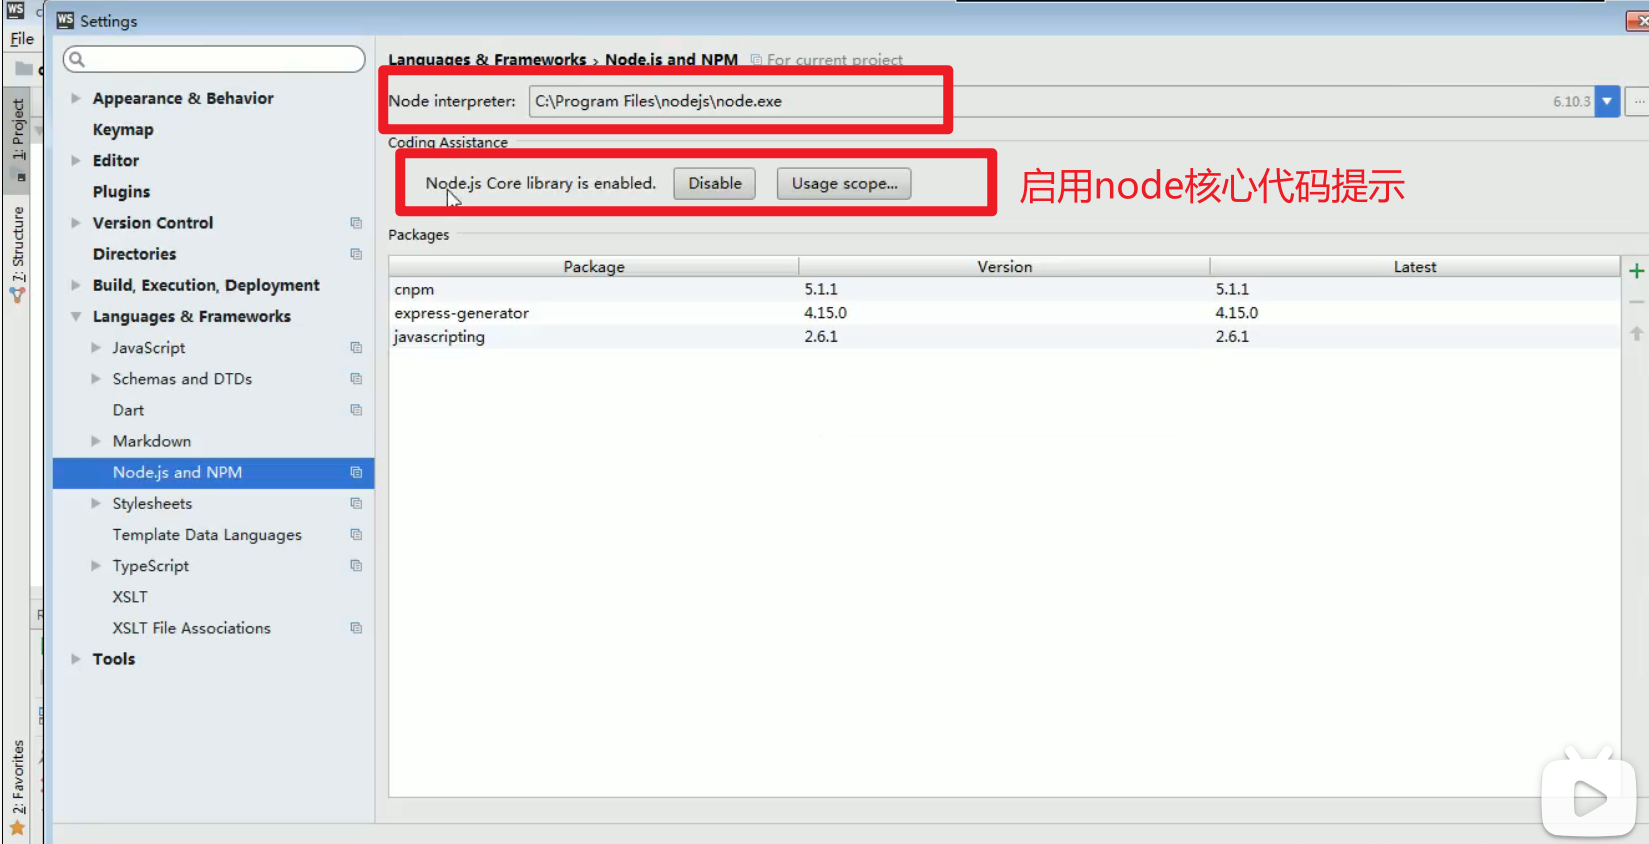 WS
WS Settings
File
Languages & Frameworks › Node.js and NPM For current project
Node interpreter: C:\Program Files\nodejs\node.exe 6.10.3 ...
Coding Assistance
Node.js Core library is enabled. Disable Usage scope...
启用node核心代码提示
Packages
Package Version Latest
cnpm 5.1.1 5.1.1
express-generator 4.15.0 4.15.0
javascripting 2.6.1 2.6.1
Appearance & Behavior
Keymap
Editor
Plugins
Version Control
Directories
Build, Execution, Deployment
Languages & Frameworks
JavaScript
Schemas and DTDs
Dart
Markdown
Node.js and NPM
Stylesheets
Template Data Languages
TypeScript
XSLT
XSLT File Associations
Tools
1: Project
7: Structure
2: Favorites